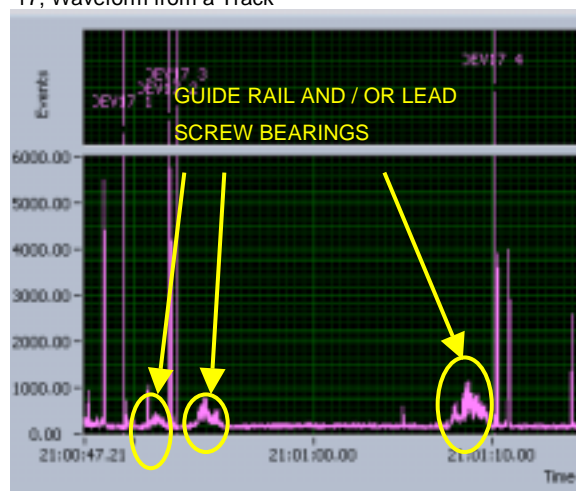 17, Waveform from a Track
DEV17 4
DEV17 3
DEV17 1
GUIDE RAIL AND / OR LEAD
SCREW BEARINGS
Events
6000.00
5000.00
4000.00
3000.00
2000.00
1000.00
0.00
21:00:47.21
21:01:00.00
21:01:10.00
Time